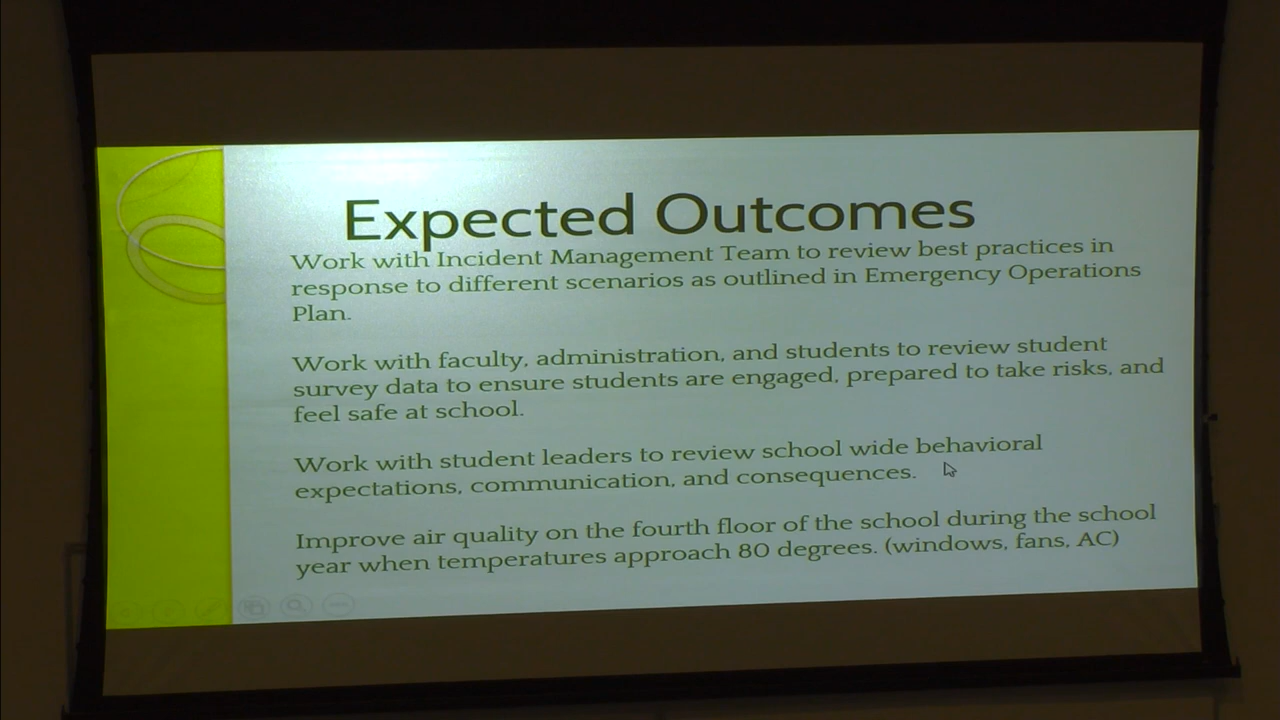 Expected Outcomes
Work with Incident Management Team to review best practices in
response to different scenarios as outlined in Emergency Operations
Plan.
Work with faculty, administration, and students to review student
survey data to ensure students are engaged, prepared to take risks, and
feel safe at school.
Work with student leaders to review school wide behavioral
expectations, communication, and consequences.
Improve air quality on the fourth floor of the school during the school
year when temperatures approach 80 degrees. (windows, fans, AC)